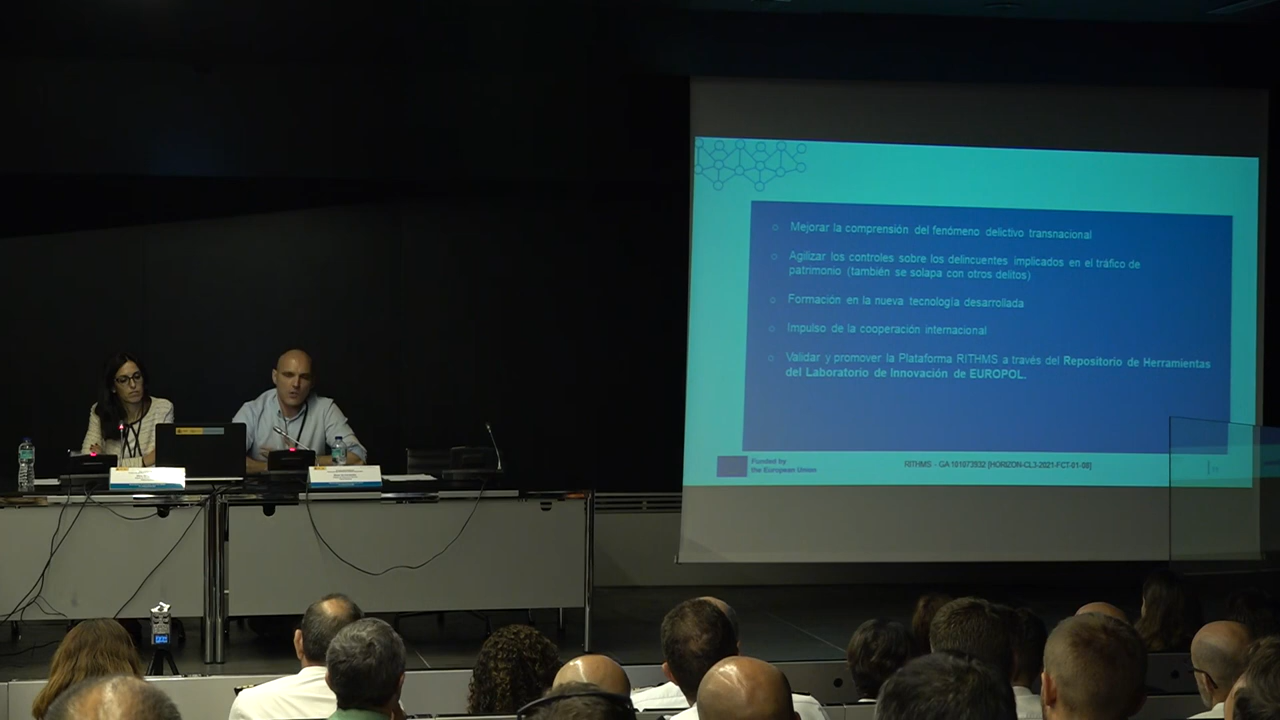 Mejorar la comprensión del fenómeno delictivo transnacional
Agilizar los controles sobre los delincuentes implicados en el tráfico de
patrimonio (también se solapa con otros delitos)
Formación en la nueva tecnología desarrollada
Impulso de la cooperación internacional
Validar y promover la Plataforma RITHMS a través del Repositorio de Herramientas
del Laboratorio de Innovación de EUROPOL.
Funded by
the European Union
RITHMS - GA 101073932 [HORIZON-CL3-2021-FCT-01-08]